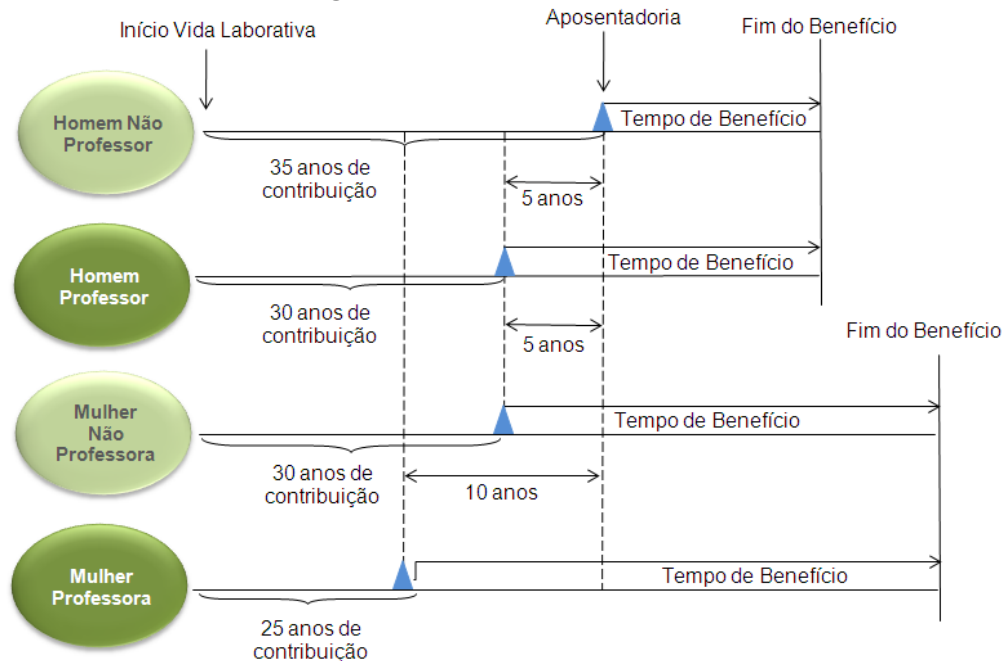 Início Vida Laborativa
Aposentadoria
Fim do Benefício
Homem Não
Professor
Tempo de Benefício
35 anos de
contribuição
5 anos
Homem
Professor
Tempo de Benefício
30 anos de
contribuição
5 anos
Fim do Benefício
Mulher
Não
Professora
Tempo de Benefício
30 anos de
contribuição
10 anos
Mulher
Professora
Tempo de Benefício
25 anos de
contribuição